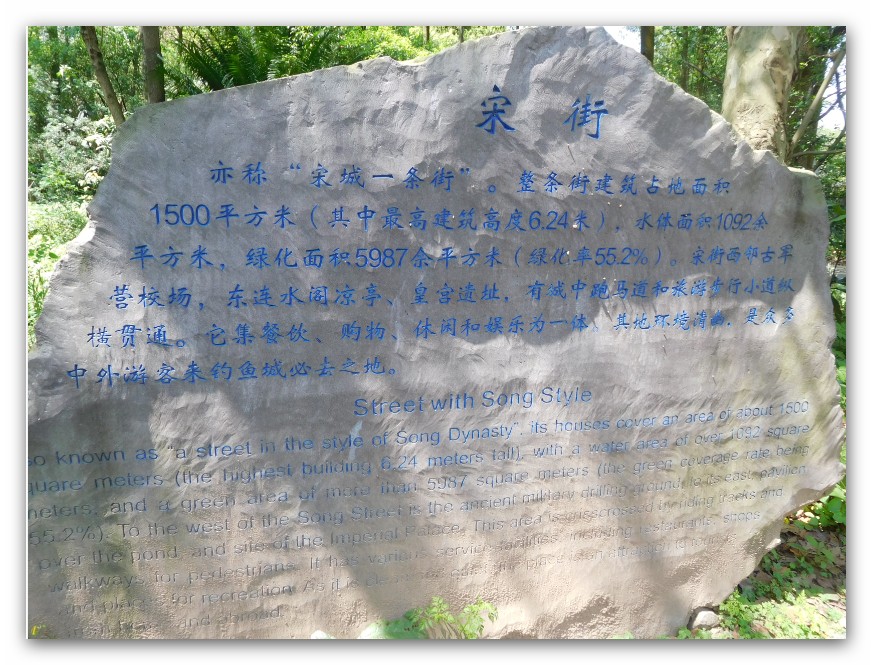 宋街
亦称“宋城一条街”。整条街建筑占地面积
1500平方米（其中最高建筑高度6.24米），水体面积1092余
平方米，绿化面积5987余平方米（绿化率55.2%）。宋街西邻古军
营校场，东连水阁凉亭、皇宫遗址，有城中跑马道和旅游步行小道纵
横贯通。它集餐饮、购物、休闲和娱乐为一体。其地环境清幽，是众多
中外游客来钓鱼城必去之地。
Street with Song Style
so known as "a street in the style of Song Dynasty", its houses cover an area of about 1500
quare meters (the highest building 6.24 meters tall), with a water area of over 1092 square
meters, and a green area of more than 5987 square meters (the green coverage rate being
55.2%). To the west of the Song Street is the ancient military drilling ground, to its east, pavilion
over the pond, and site of the Imperial Palace. This area is crisscrossed by riding tracks and
walkways for pedestrians. It has various service facilities, including restaurants, shops
and places for recreation. As it is
and abroad.